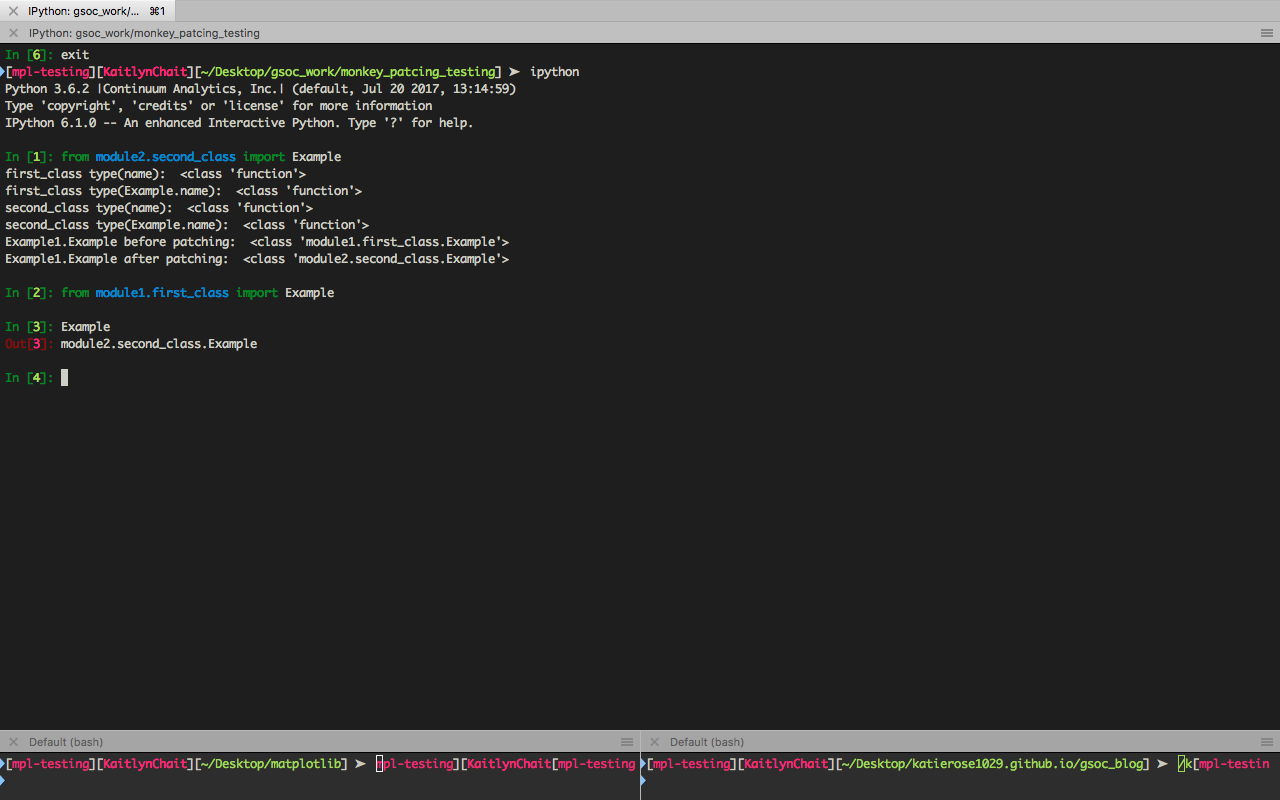 IPython: gsoc_work/... ⌘1
IPython: gsoc_work/monkey_patcing_testing
In [6]: exit
[mpl-testing][KaitlynChait][~/Desktop/gsoc_work/monkey_patcing_testing] ➤ ipython
Python 3.6.2 |Continuum Analytics, Inc.| (default, Jul 20 2017, 13:14:59)
Type 'copyright', 'credits' or 'license' for more information
IPython 6.1.0 -- An enhanced Interactive Python. Type '?' for help.
In [1]: from module2.second_class import Example
first_class type(name):  <class 'function'>
first_class type(Example.name):  <class 'function'>
second_class type(name):  <class 'function'>
second_class type(Example.name):  <class 'function'>
Example1.Example before patching:  <class 'module1.first_class.Example'>
Example1.Example after patching:  <class 'module2.second_class.Example'>
In [2]: from module1.first_class import Example
In [3]: Example
Out[3]: module2.second_class.Example
In [4]:
Default (bash)
[mpl-testing][KaitlynChait][~/Desktop/matplotlib] ➤ mpl-testing][KaitlynChait[mpl-testing
Default (bash)
[mpl-testing][KaitlynChait][~/Desktop/katierose1029.github.io/gsoc_blog] ➤ /k[mpl-testin